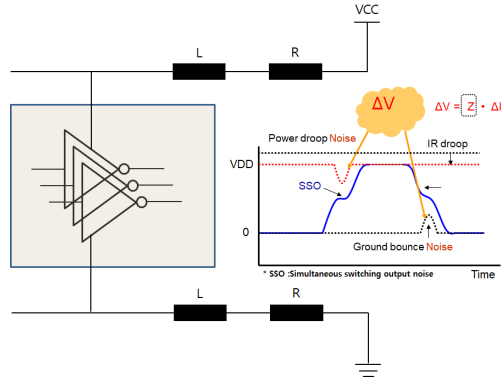 VCC
L
R
ΔV
ΔV = Z • ΔI
Power droop Noise
IR droop
VDD
SSO
0
Ground bounce Noise
* SSO :Simultaneous switching output noise
Time
L
R